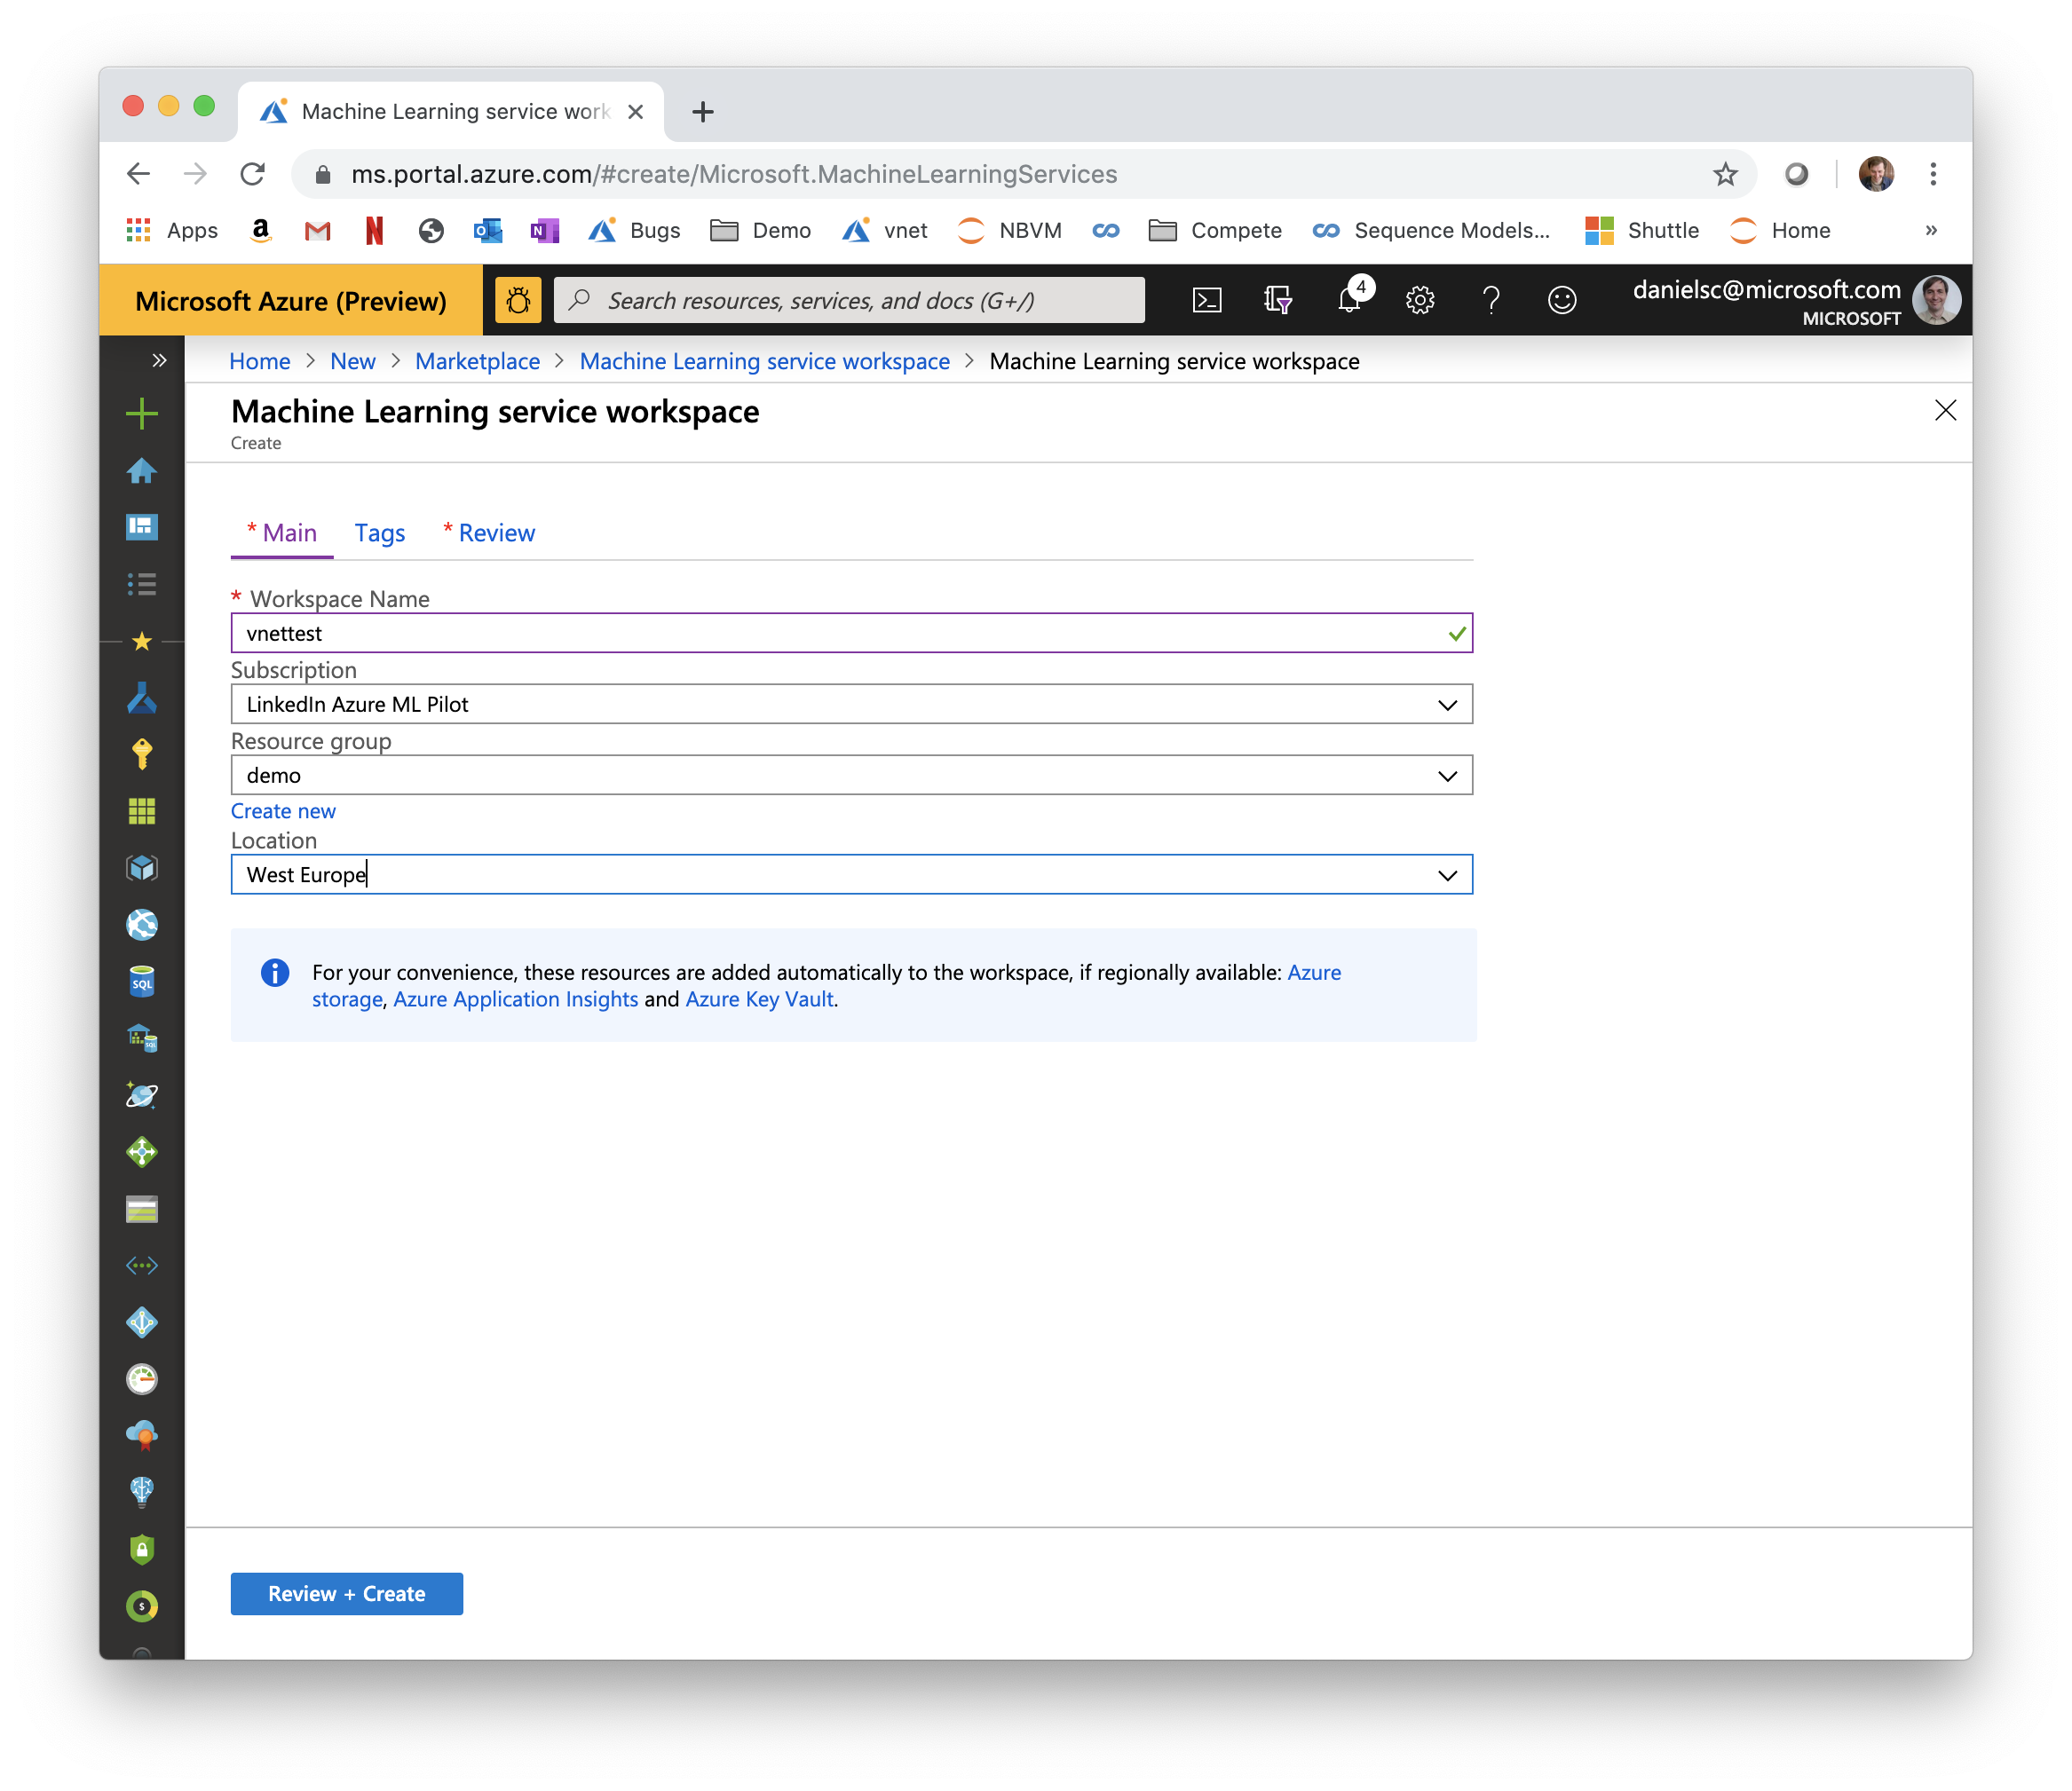 Machine Learning service work
ms.portal.azure.com/#create/Microsoft.MachineLearningServices
Apps Bugs Demo vnet NBVM Compete Sequence Models... Shuttle Home »
Microsoft Azure (Preview) Search resources, services, and docs (G+/) 4 danielsc@microsoft.com
MICROSOFT
Home > New > Marketplace > Machine Learning service workspace > Machine Learning service workspace
Machine Learning service workspace
Create
* Main Tags * Review
* Workspace Name
vnettest
Subscription
LinkedIn Azure ML Pilot
Resource group
demo
Create new
Location
West Europe
For your convenience, these resources are added automatically to the workspace, if regionally available: Azure
storage, Azure Application Insights and Azure Key Vault.
SQL
SQL
Review + Create